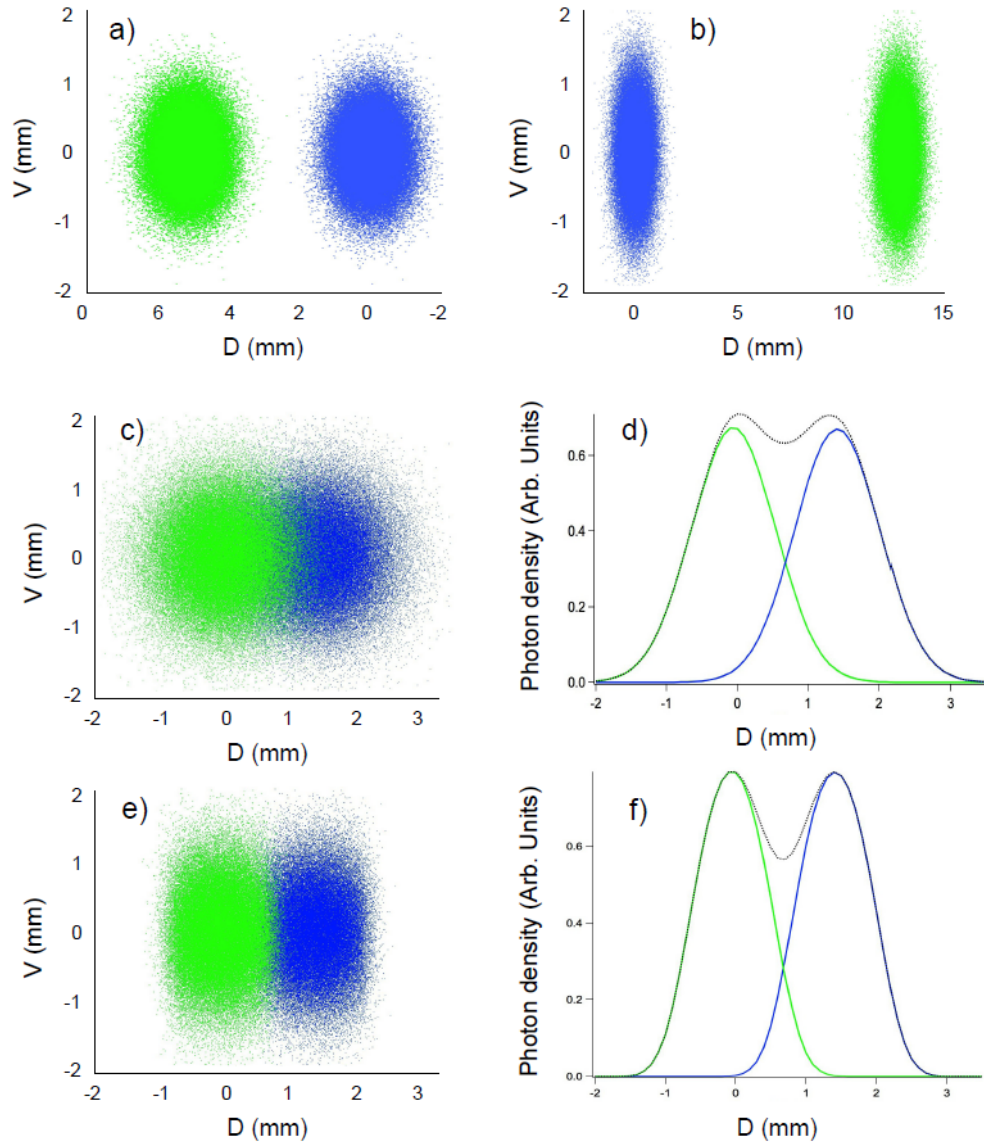 a)
2
1
0
-1
-2
V (mm)
0 6 4 2 0 -2
D (mm)
b)
2
1
0
-1
-2
V (mm)
0 5 10 15
D (mm)
c)
2
1
0
-1
-2
V (mm)
-2 -1 0 1 2 3
D (mm)
d)
0.6
0.4
0.2
0.0
Photon density (Arb. Units)
-2 -1 0 1 2 3
D (mm)
e)
2
1
0
-1
-2
V (mm)
-2 -1 0 1 2 3
D (mm)
f)
0.6
0.4
0.2
0.0
Photon density (Arb. Units)
-2 -1 0 1 2 3
D (mm)